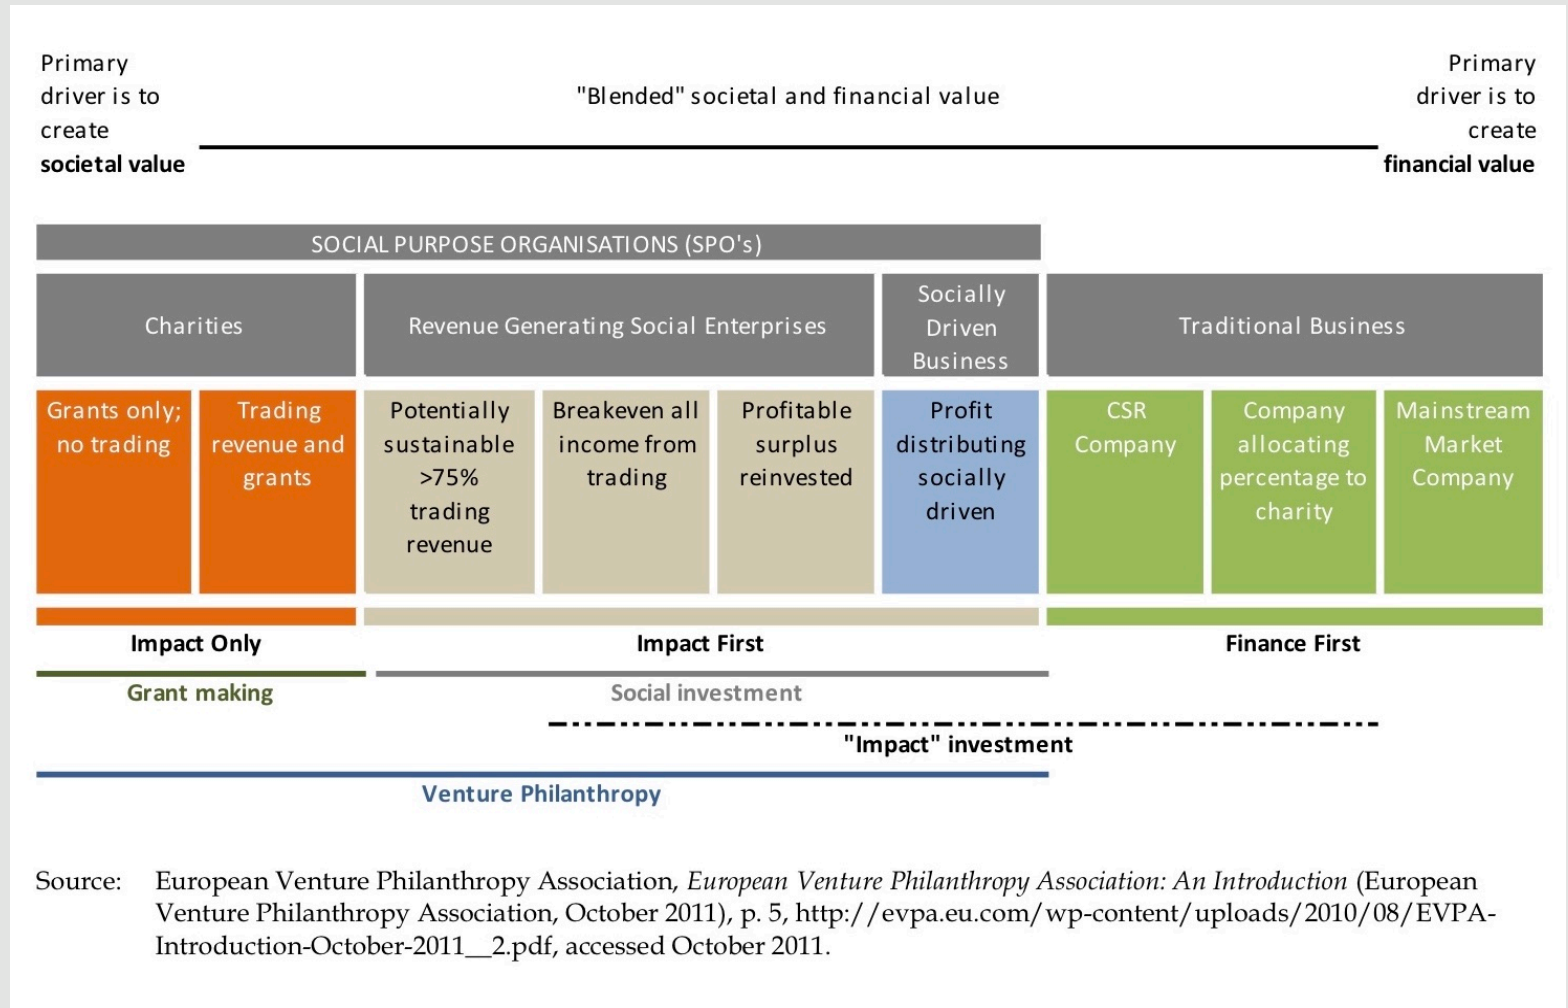 Primary
driver is to
create
societal value
"Blended" societal and financial value
Primary
driver is to
create
financial value
SOCIAL PURPOSE ORGANISATIONS (SPO's)
Charities
Revenue Generating Social Enterprises
Socially
Driven
Business
Traditional Business
Grants only;
no trading
Trading
revenue and
grants
Potentially
sustainable
>75%
trading
revenue
Breakeven all
income from
trading
Profitable
surplus
reinvested
Profit
distributing
socially
driven
CSR
Company
Company
allocating
percentage to
charity
Mainstream
Market
Company
Impact Only
Impact First
Finance First
Grant making
Social investment
"Impact" investment
Venture Philanthropy
Source: European Venture Philanthropy Association, European Venture Philanthropy Association: An Introduction (European
Venture Philanthropy Association, October 2011), p. 5, http://evpa.eu.com/wp-content/uploads/2010/08/EVPA-
Introduction-October-2011__2.pdf, accessed October 2011.